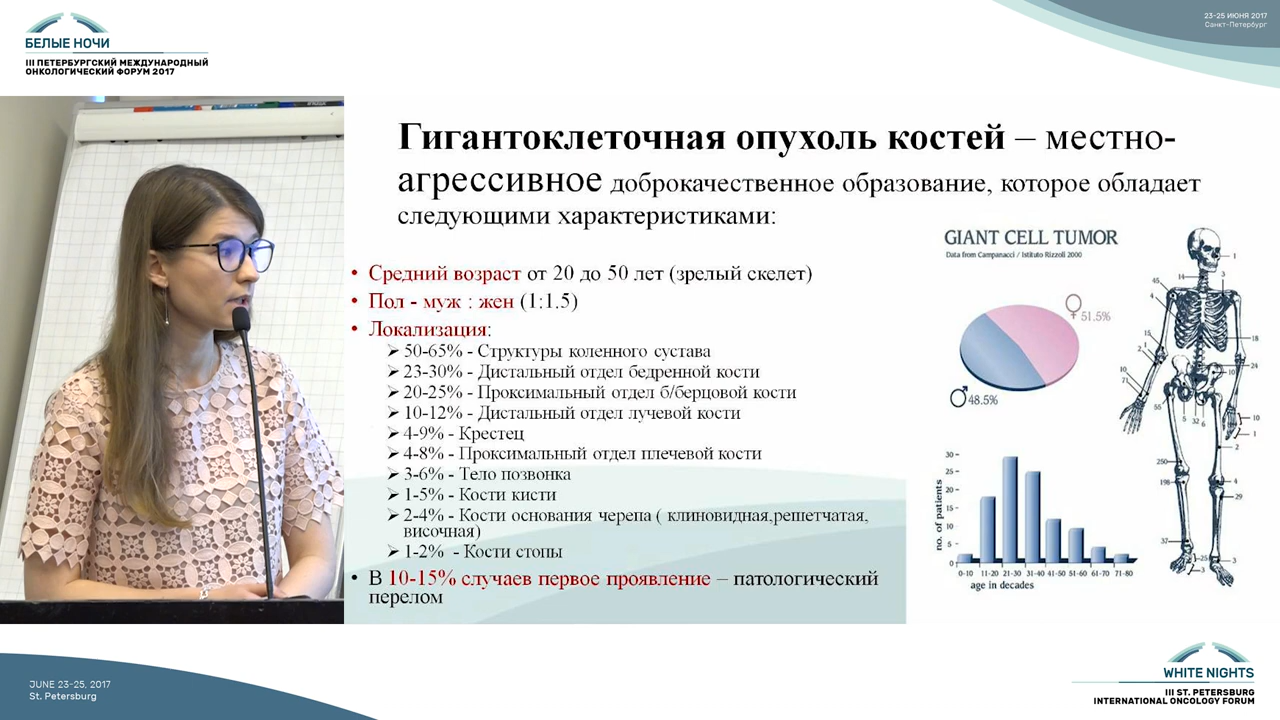 БЕЛЫЕ НОЧИ
III ПЕТЕРБУРГСКИЙ МЕЖДУНАРОДНЫЙ
ОНКОЛОГИЧЕСКИЙ ФОРУМ 2017
23-25 ИЮНЯ 2017
Санкт-Петербург
Гигантоклеточная опухоль костей – местно-
агрессивное доброкачественное образование, которое обладает
следующими характеристиками:
• Средний возраст от 20 до 50 лет (зрелый скелет)
• Пол - муж : жен (1:1.5)
• Локализация:
➢ 50-65% - Структуры коленного сустава
➢ 23-30% - Дистальный отдел бедренной кости
➢ 20-25% - Проксимальный отдел б/берцовой кости
➢ 10-12% - Дистальный отдел лучевой кости
➢ 4-9% - Крестец
➢ 4-8% - Проксимальный отдел плечевой кости
➢ 3-6% - Тело позвонка
➢ 1-5% - Кости кисти
➢ 2-4% - Кости основания черепа ( клиновидная,решетчатая,
височная)
➢ 1-2% - Кости стопы
• В 10-15% случаев первое проявление – патологический
перелом
GIANT CELL TUMOR
Data from Campanacci / Istituto Rizzoli 2000
♀ 51.5%
♂ 48.5%
no. of patients
30
25
20
15
10
5
0
0-10 11-20 21-30 31-40 41-50 51-60 61-70 71-80
age in decades
JUNE 23-25, 2017
St. Petersburg
WHITE NIGHTS
III ST. PETERSBURG
INTERNATIONAL ONCOLOGY FORUM